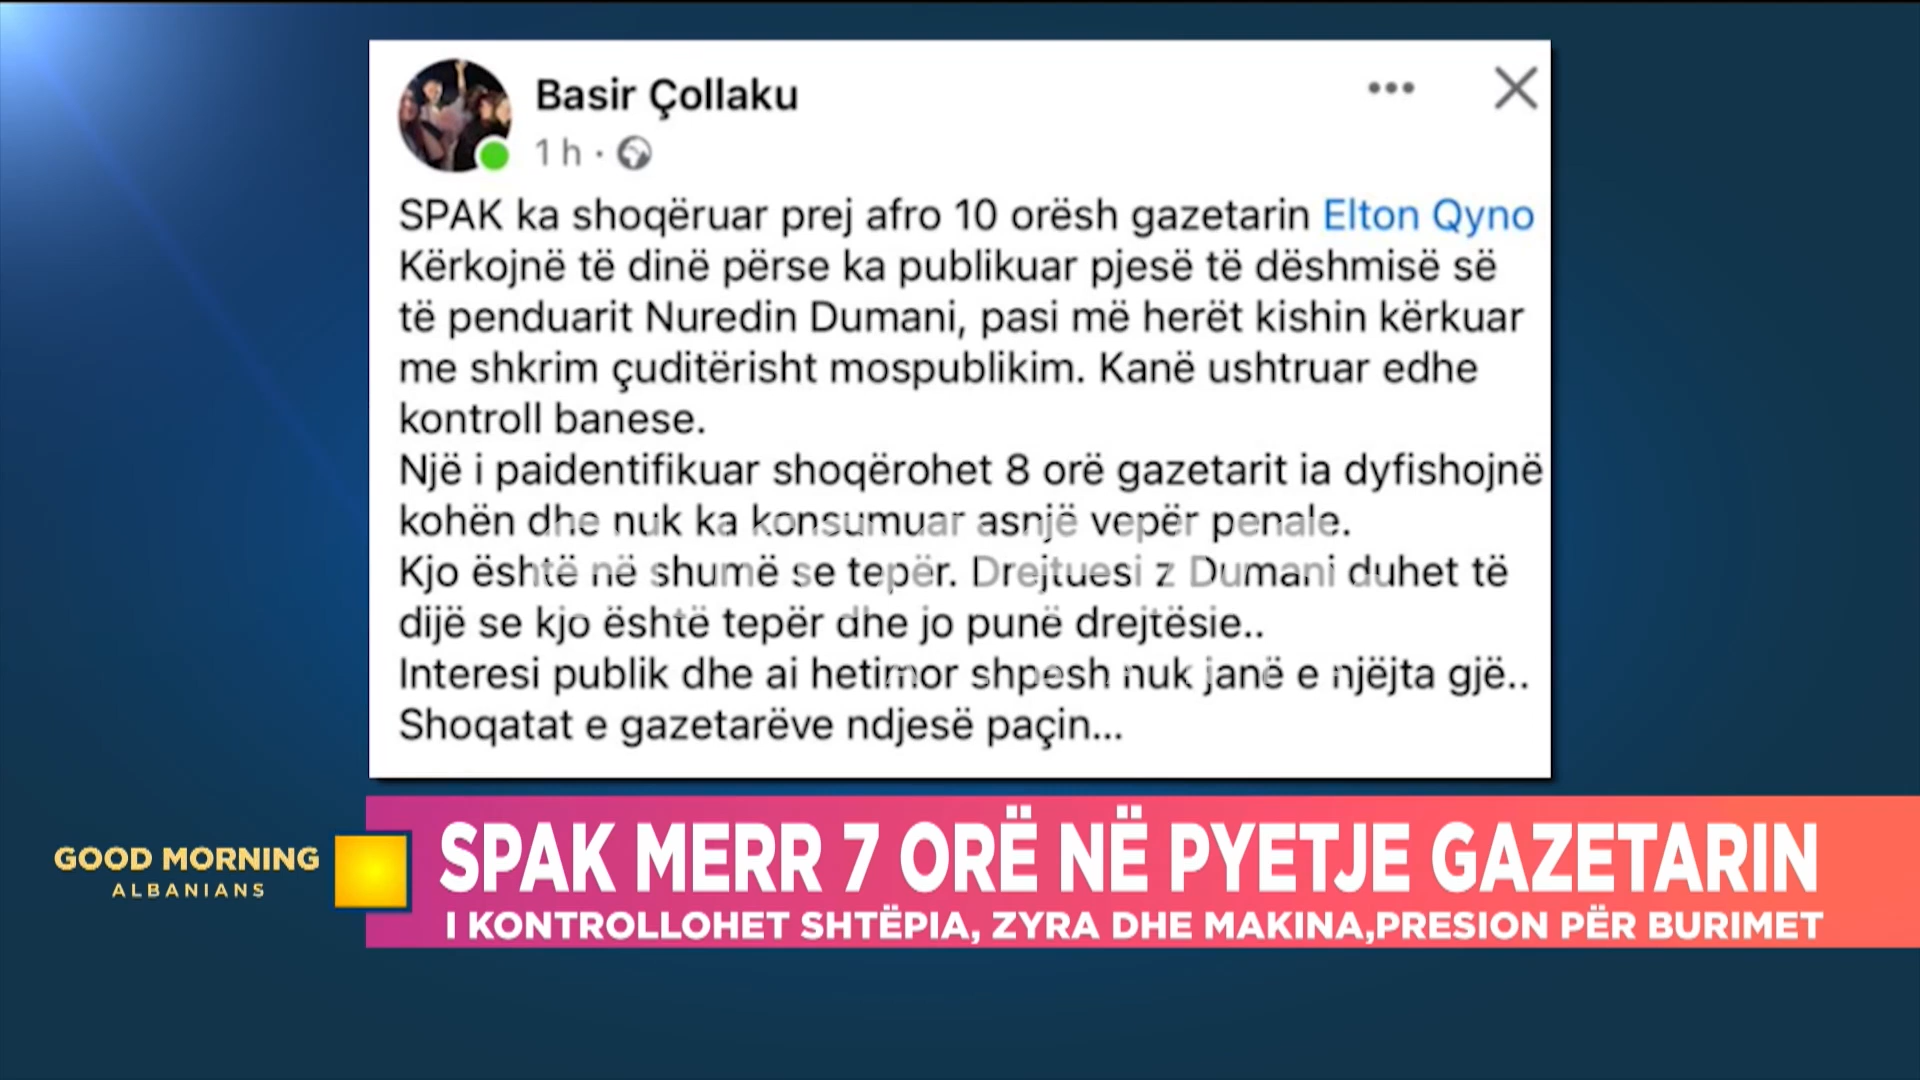 Basir Çollaku
1 h ·
SPAK ka shoqëruar prej afro 10 orësh gazetarin Elton Qyno
Kërkojnë të dinë përse ka publikuar pjesë të dëshmisë së
të penduarit Nuredin Dumani, pasi më herët kishin kërkuar
me shkrim çuditërisht mospublikim. Kanë ushtruar edhe
kontroll banese.
Një i paidentifikuar shoqërohet 8 orë gazetarit ia dyfishojnë
kohën dhe nuk ka konsumuar asnjë vepër penale.
Kjo është në shumë se tepër. Drejtuesi z Dumani duhet të
dijë se kjo është tepër dhe jo punë drejtësie..
Interesi publik dhe ai hetimor shpesh nuk janë e njëjta gjë..
Shoqatat e gazetarëve ndjesë paçin...
GOOD MORNING
ALBANIANS
SPAK MERR 7 ORË NË PYETJE GAZETARIN
I KONTROLLOHET SHTËPIA, ZYRA DHE MAKINA,PRESION PËR BURIMET